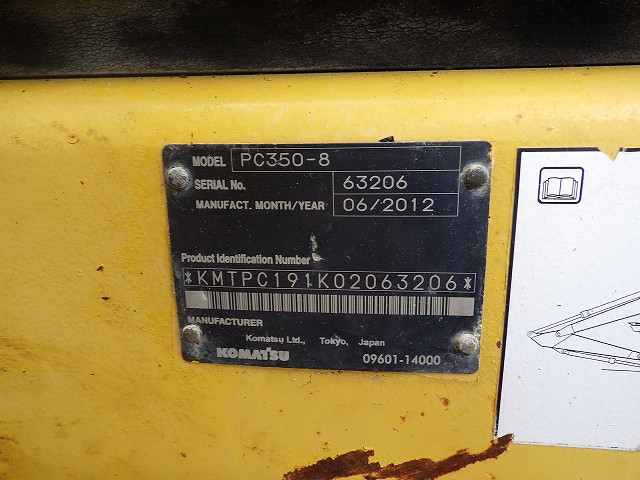 MODEL PC350-8
SERIAL No. 63206
MANUFACT. MONTH/YEAR 06/2012
Product Identification Number
*KMTPC191K02063206*
MANUFACTURER
Komatsu Ltd., Tokyo, Japan
KOMATSU 09601-14000